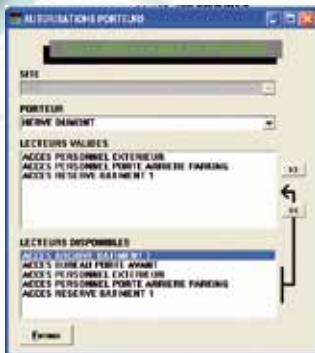 AUTORISATIONS PORTEURS
SITE
PORTEUR
HERVE DUMONT
LECTEURS VALIDES
ACCES PERSONNEL EXTERIEUR
ACCES PERSONNEL PORTE ARRIERE PARKING
ACCES RESERVE BATIMENT 1
>>
<<
LECTEURS DISPONIBLES
ACCES
ACCES BUREAU PORTE AVANT
ACCES PERSONNEL EXTERIEUR
ACCES PERSONNEL PORTE ARRIERE PARKING
ACCES RESERVE BATIMENT 1
Fermer